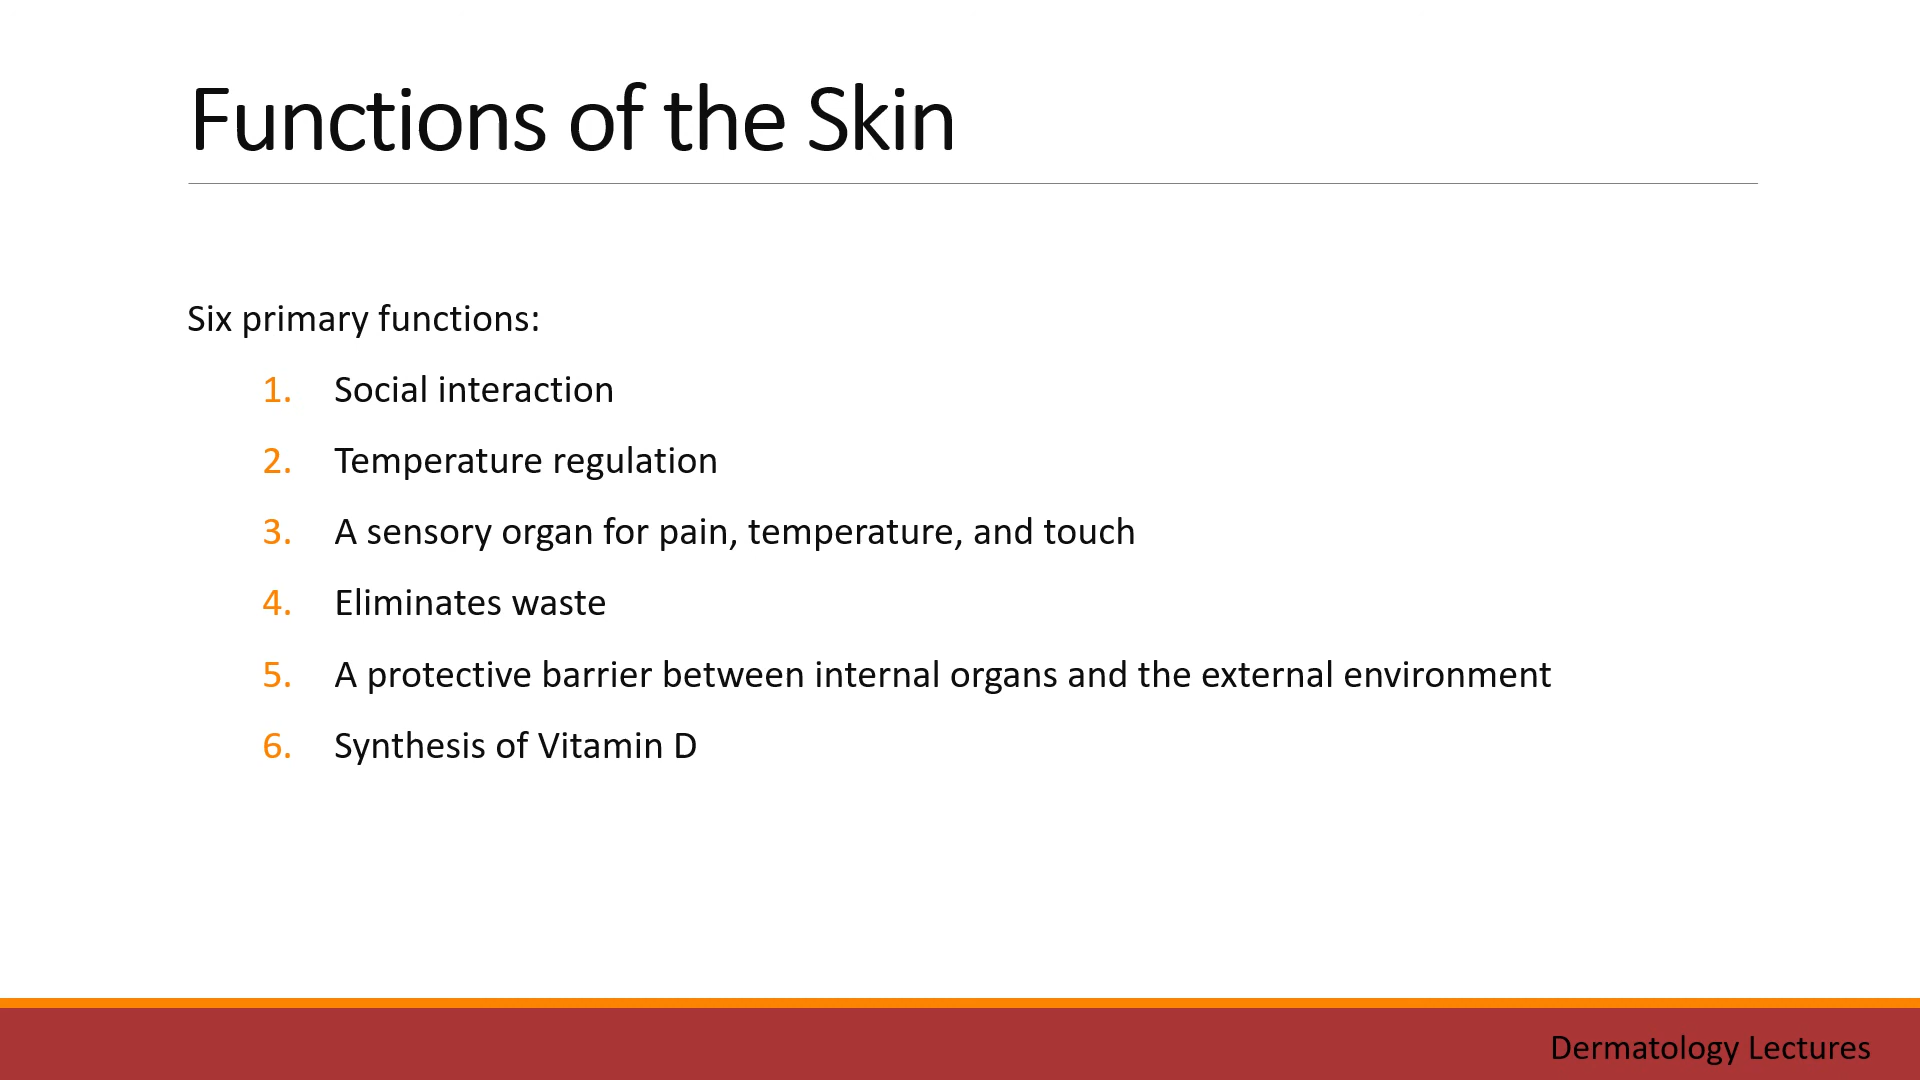 Functions of the Skin
Six primary functions:
1. Social interaction
2. Temperature regulation
3. A sensory organ for pain, temperature, and touch
4. Eliminates waste
5. A protective barrier between internal organs and the external environment
6. Synthesis of Vitamin D
Dermatology Lectures